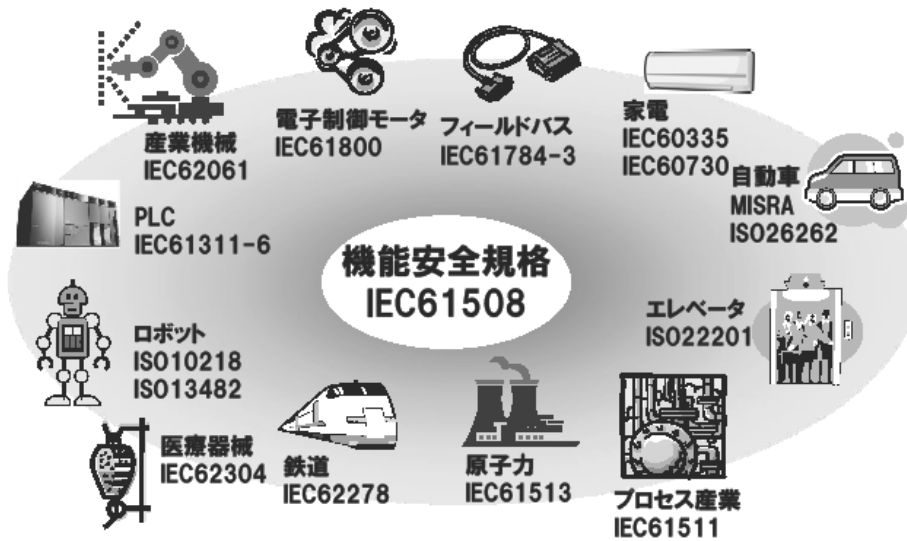 産業機械
IEC62061
電子制御モータ
IEC61800
フィールドバス
IEC61784-3
家電
IEC60335
IEC60730
自動車
MISRA
ISO26262
PLC
IEC61311-6
機能安全規格
IEC61508
エレベータ
ISO22201
ロボット
ISO10218
ISO13482
医療器械
IEC62304
鉄道
IEC62278
原子力
IEC61513
プロセス産業
IEC61511